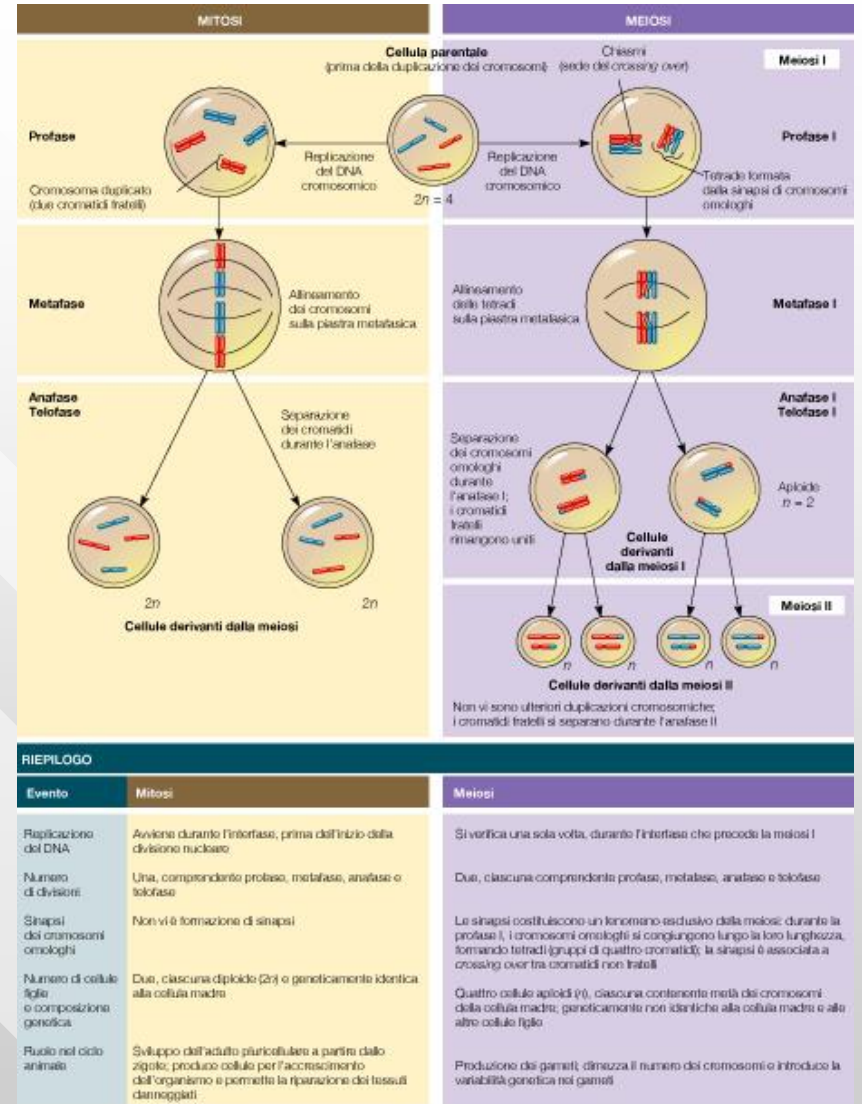 MITOSI
MEIOSI
Cellula parentale
(prima della duplicazione dei cromosomi)
Chiasmi
(sede del crossing over)
Meiosi I
Profase
Profase I
Replicazione
del DNA
cromosomico
Replicazione
del DNA
cromosomico
2n = 4
Cromosoma duplicato
(due cromatidi fratelli)
Tetrade formata
dalla sinapsi di cromosomi
omologhi
Metafase
Allineamento
dei cromosomi
sulla piastra metafasica
Allineamento
delle tetradi
sulla piastra metafasica
Metafase I
Anafase
Telofase
Separazione
dei cromatidi
durante l'anafase
2n
2n
Cellule derivanti dalla meiosi
Anafase I
Telofase I
Separazione
dei cromosomi
omologhi
durante
l'anafase I;
i cromatidi
fratelli
rimangono uniti
Aploide
n = 2
Cellule
derivanti
dalla meiosi I
Meiosi II
n
n
n
n
Cellule derivanti dalla meiosi II
Non vi sono ulteriori duplicazioni cromosomiche;
i cromatidi fratelli si separano durante l'anafase II
RIEPILOGO
Evento
Mitosi
Meiosi
Replicazione
del DNA
Avviene durante l'interfase, prima dell'inizio della
divisione nucleare
Si verifica una sola volta, durante l'interfase che precede la meiosi I
Numero
di divisioni
Una, comprendente profase, metafase, anafase e
telofase
Due, ciascuna comprendente profase, metafase, anafase e telofase
Sinapsi
dei cromosomi
omologhi
Non vi è formazione di sinapsi
Le sinapsi costituiscono un fenomeno esclusivo della meiosi: durante la
profase I, i cromosomi omologhi si congiungono lungo la loro lunghezza,
formando tetradi (gruppi di quattro cromatidi); la sinapsi è associata a
crossing over tra cromatidi non fratelli
Numero di cellule
figlie
e composizione
genetica
Due, ciascuna diploide (2n) e geneticamente identica
alla cellula madre
Quattro cellule aploidi (n), ciascuna contenente metà dei cromosomi
della cellula madre; geneticamente non identiche alla cellula madre e alle
altre cellule figlie
Ruolo nel ciclo
animale
Sviluppo dell'adulto pluricellulare a partire dallo
zigote; produce cellule per l'accrescimento
dell'organismo e permette la riparazione dei tessuti
danneggiati
Produzione dei gameti; dimezza il numero dei cromosomi e introduce la
variabilità genetica nei gameti